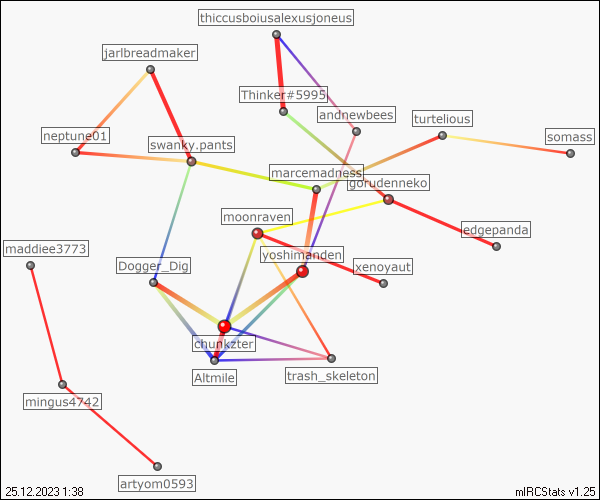 thiccusboiusalexusjoneus
jarlbreadmaker
Thinker#5995
andnewbees
turtelious
neptune01
swanky.pants
somass
marcemadness
gorudenneko
moonraven
maddiee3773
edgepanda
yoshimanden
Dogger_Dig
xenoyaut
chunkzter
Altmile
trash_skeleton
mingus4742
artyom0593
25.12.2023 1:38
mIRCStats v1.25